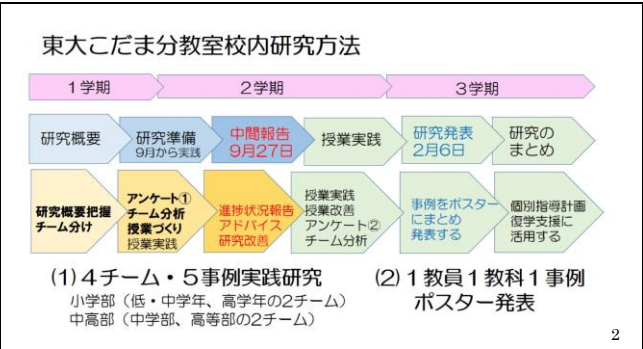 東大こだま分教室校内研究方法
1学期
2学期
3学期
研究概要
研究準備
9月から実践
中間報告
9月27日
授業実践
研究発表
2月6日
研究の
まとめ
研究概要把握
チーム分け
アンケート①
チーム分析
授業づくり
授業実践
進捗状況報告
アドバイス
研究改善
授業実践
授業改善
アンケート②
チーム分析
事例をポスター
にまとめ
発表する
個別指導計画
復学支援に
活用する
(1)4チーム・5事例実践研究
小学部(低・中学年、高学年の2チーム)
中高部(中学部、高等部の2チーム)
(2)1教員1教科1事例
ポスター発表
2